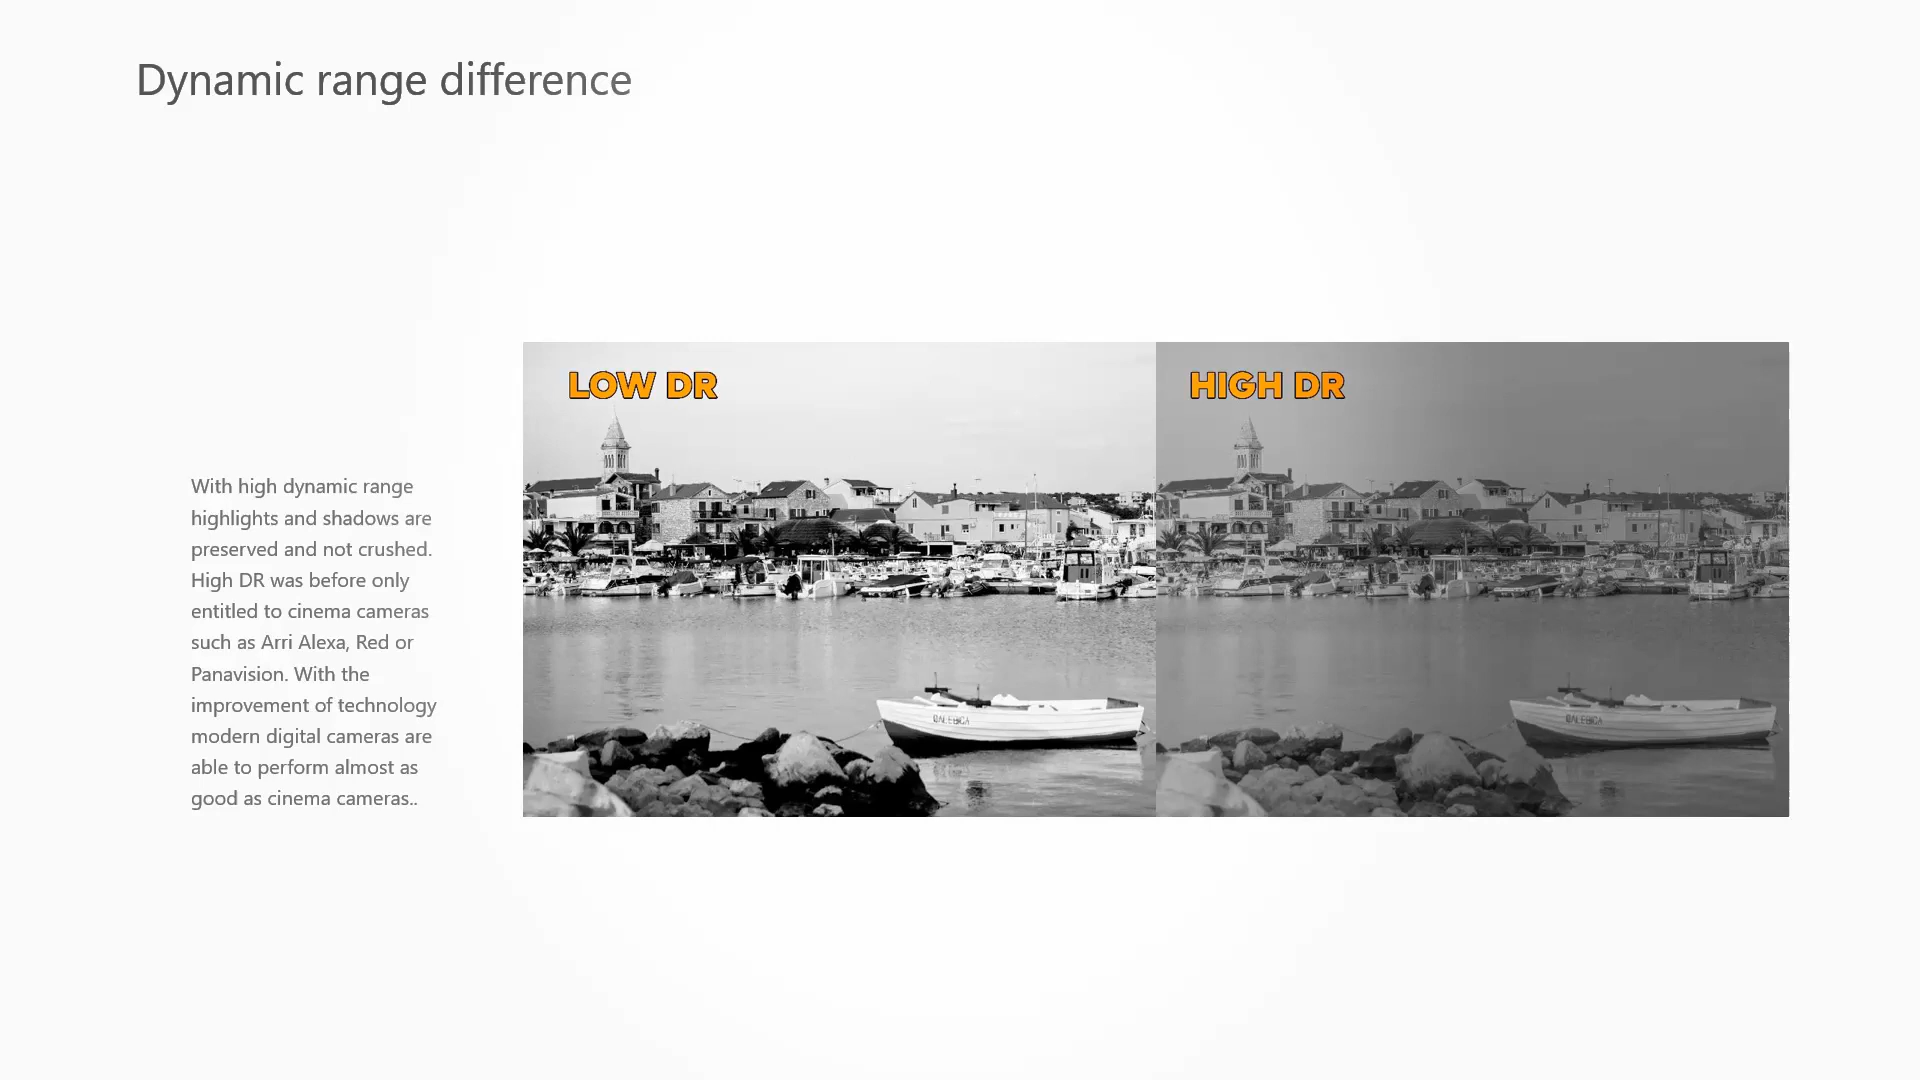 Dynamic range difference
LOW DR
HIGH DR
With high dynamic range
highlights and shadows are
preserved and not crushed.
High DR was before only
entitled to cinema cameras
such as Arri Alexa, Red or
Panavision. With the
improvement of technology
modern digital cameras are
able to perform almost as
good as cinema cameras..